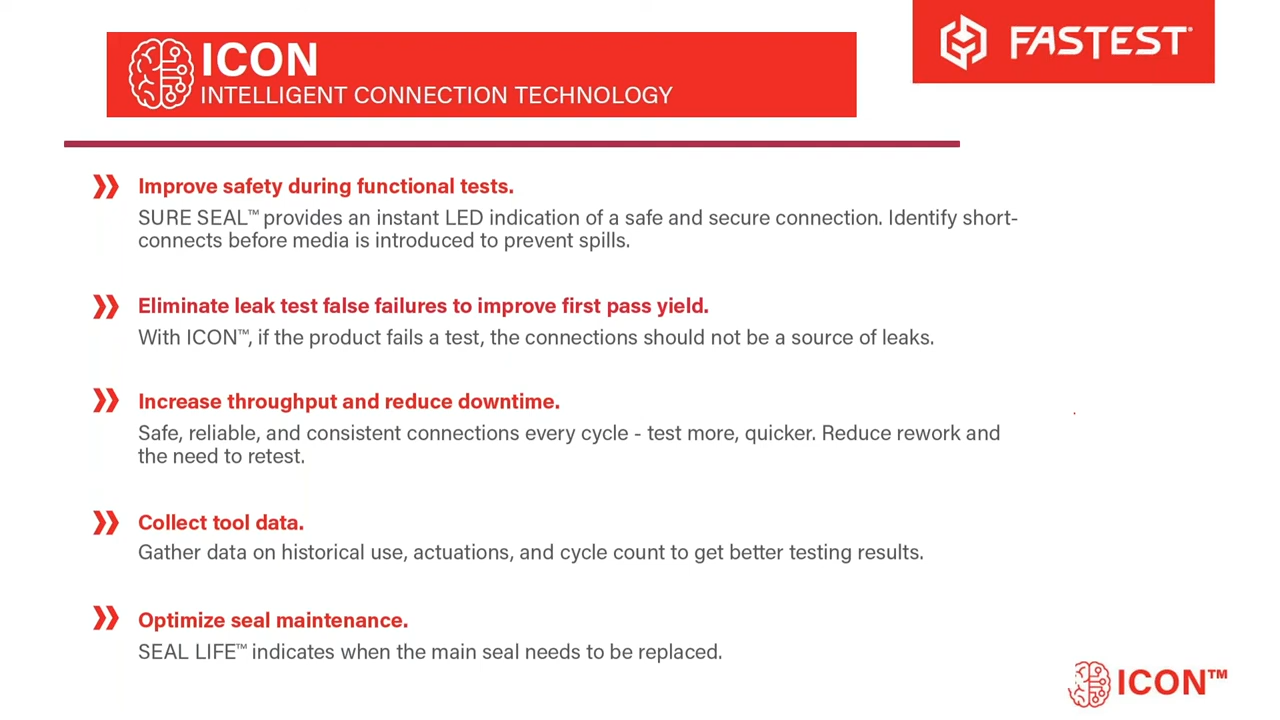 ICON
INTELLIGENT CONNECTION TECHNOLOGY
FASTEST®
Improve safety during functional tests.
SURE SEAL™ provides an instant LED indication of a safe and secure connection. Identify short-
connects before media is introduced to prevent spills.
Eliminate leak test false failures to improve first pass yield.
With ICON™, if the product fails a test, the connections should not be a source of leaks.
Increase throughput and reduce downtime.
Safe, reliable, and consistent connections every cycle - test more, quicker. Reduce rework and
the need to retest.
Collect tool data.
Gather data on historical use, actuations, and cycle count to get better testing results.
Optimize seal maintenance.
SEAL LIFE™ indicates when the main seal needs to be replaced.
ICON™